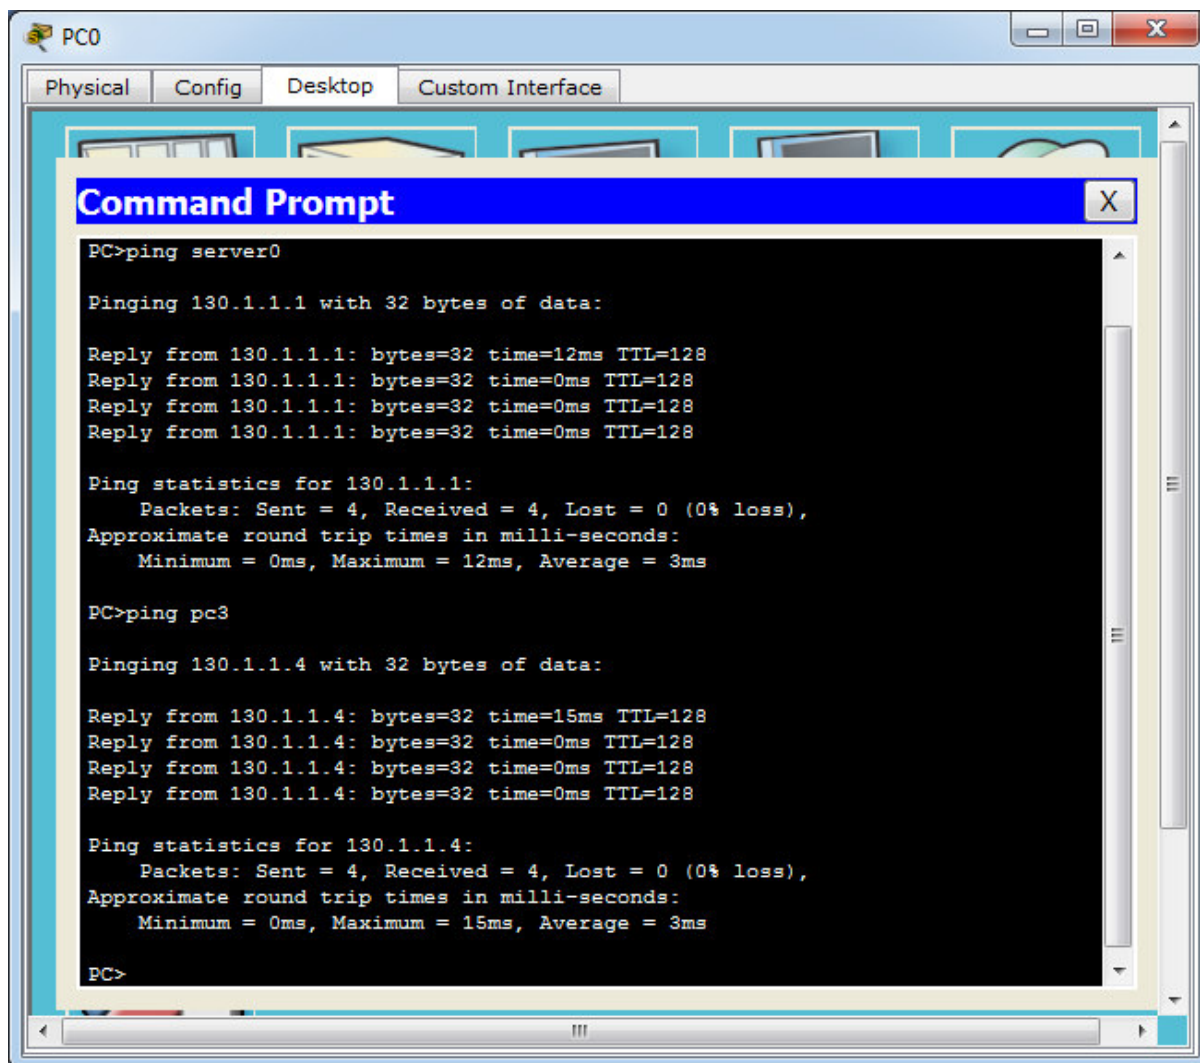 PC0
Physical Config Desktop Custom Interface
Command Prompt
X
PC>ping server0
Pinging 130.1.1.1 with 32 bytes of data:
Reply from 130.1.1.1: bytes=32 time=12ms TTL=128
Reply from 130.1.1.1: bytes=32 time=0ms TTL=128
Reply from 130.1.1.1: bytes=32 time=0ms TTL=128
Reply from 130.1.1.1: bytes=32 time=0ms TTL=128
Ping statistics for 130.1.1.1:
Packets: Sent = 4, Received = 4, Lost = 0 (0% loss),
Approximate round trip times in milli-seconds:
Minimum = 0ms, Maximum = 12ms, Average = 3ms
PC>ping pc3
Pinging 130.1.1.4 with 32 bytes of data:
Reply from 130.1.1.4: bytes=32 time=15ms TTL=128
Reply from 130.1.1.4: bytes=32 time=0ms TTL=128
Reply from 130.1.1.4: bytes=32 time=0ms TTL=128
Reply from 130.1.1.4: bytes=32 time=0ms TTL=128
Ping statistics for 130.1.1.4:
Packets: Sent = 4, Received = 4, Lost = 0 (0% loss),
Approximate round trip times in milli-seconds:
Minimum = 0ms, Maximum = 15ms, Average = 3ms
PC>